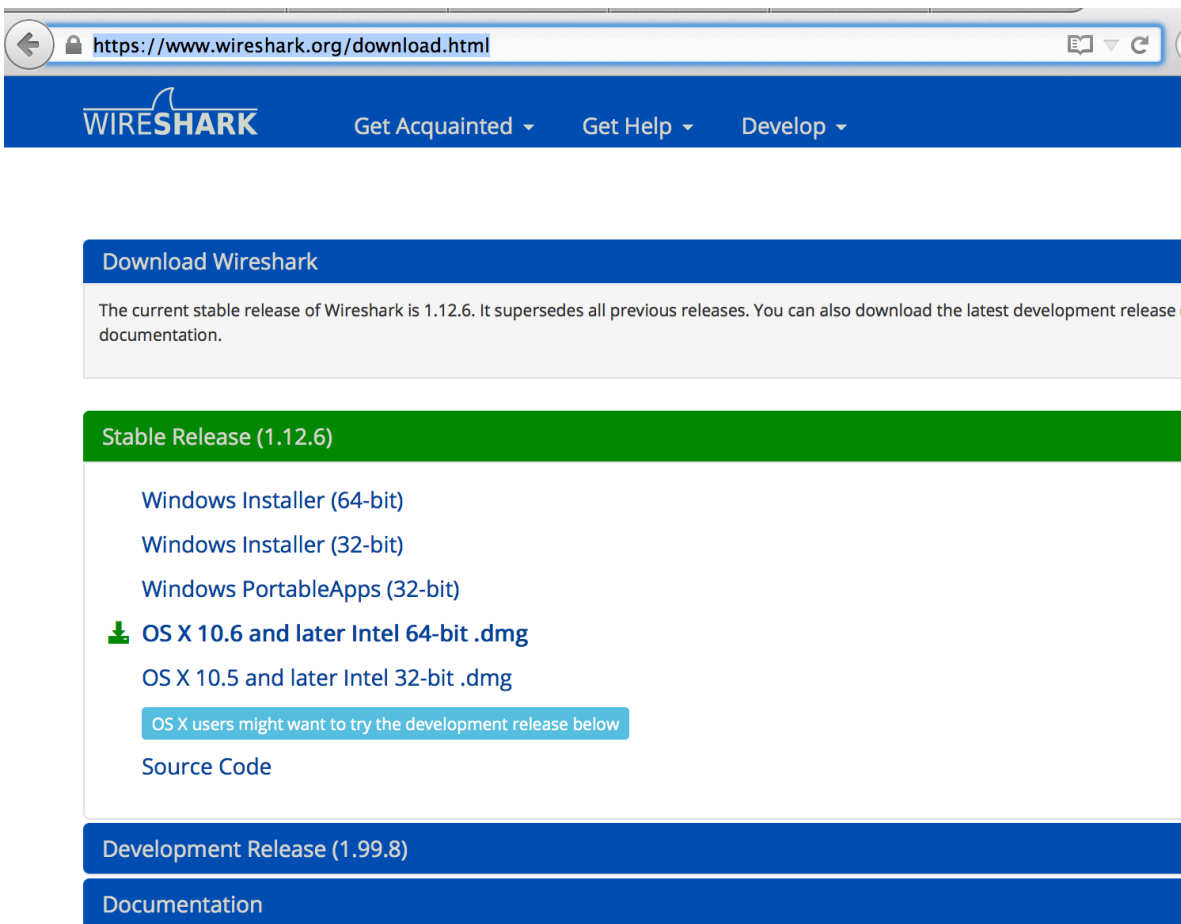 https://www.wireshark.org/download.html
WIRESHARK
Get Acquainted
Get Help
Develop
Download Wireshark
The current stable release of Wireshark is 1.12.6. It supersedes all previous releases. You can also download the latest development release
documentation.
Stable Release (1.12.6)
Windows Installer (64-bit)
Windows Installer (32-bit)
Windows PortableApps (32-bit)
OS X 10.6 and later Intel 64-bit .dmg
OS X 10.5 and later Intel 32-bit .dmg
OS X users might want to try the development release below
Source Code
Development Release (1.99.8)
Documentation